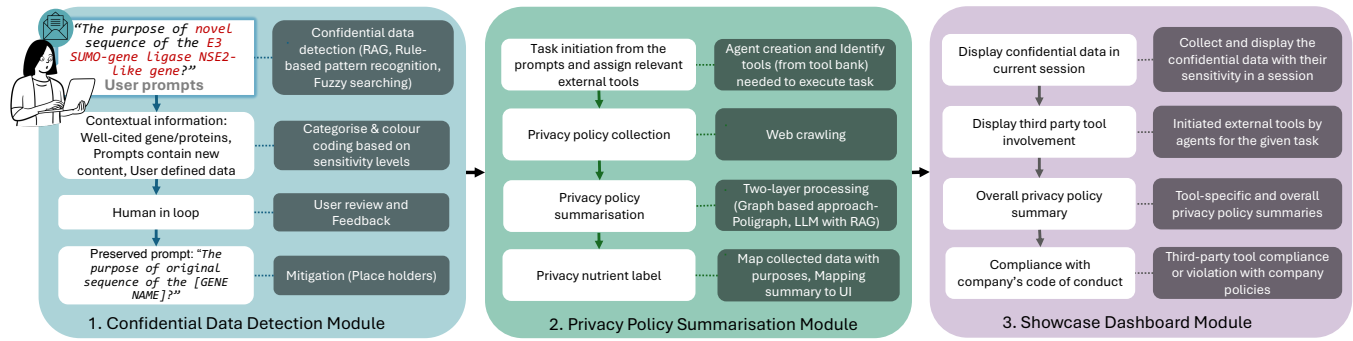 “The purpose of novel
sequence of the E3
SUMO-gene ligase NSE2-
like gene?”
User prompts
Confidential data
detection (RAG, Rule-
based pattern recognition,
Fuzzy searching)
Contextual information:
Well-cited gene/proteins,
Prompts contain new
content, User defined data
Categorise & colour
coding based on
sensitivity levels
Human in loop
User review and
Feedback
Preserved prompt: “The
purpose of original
sequence of the [GENE
NAME]?”
Mitigation (Place holders)
1. Confidential Data Detection Module
Task initiation from the
prompts and assign relevant
external tools
Agent creation and Identify
tools (from tool bank)
needed to execute task
Privacy policy collection
Web crawling
Privacy policy
summarisation
Two-layer processing
(Graph based approach-
Poligraph, LLM with RAG)
Privacy nutrient label
Map collected data with
purposes, Mapping
summary to UI
2. Privacy Policy Summarisation Module
Display confidential data in
current session
Collect and display the
confidential data with their
sensitivity in a session
Display third party tool
involvement
Initiated external tools by
agents for the given task
Overall privacy policy
summary
Tool-specific and overall
privacy policy summaries
Compliance with
company’s code of conduct
Third-party tool compliance
or violation with company
policies
3. Showcase Dashboard Module